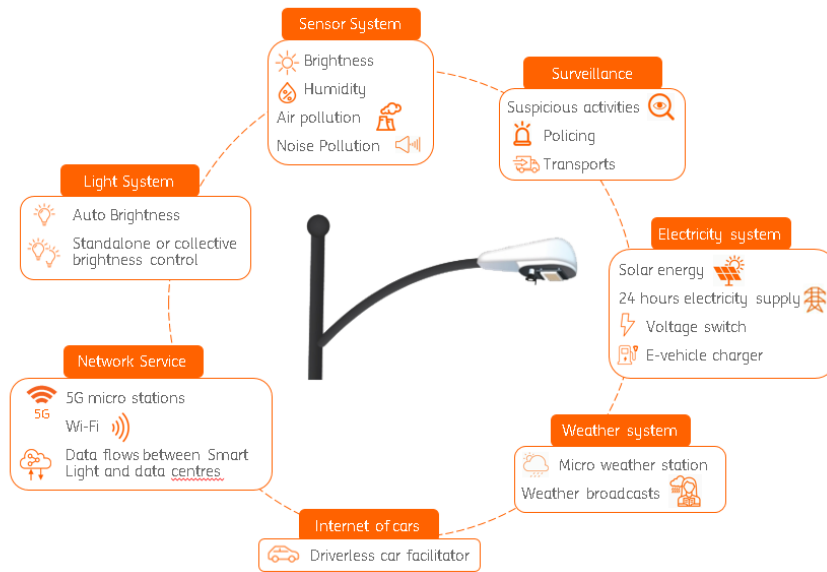 Sensor System
Brightness
Humidity
Air pollution
Noise Pollution
Surveillance
Suspicious activities
Policing
Transports
Light System
Auto Brightness
Standalone or collective
brightness control
Electricity system
Solar energy
24 hours electricity supply
Voltage switch
E-vehicle charger
Network Service
5G
5G micro stations
Wi-Fi
Data flows between Smart
Light and data centres
Weather system
Micro weather station
Weather broadcasts
Internet of cars
Driverless car facilitator